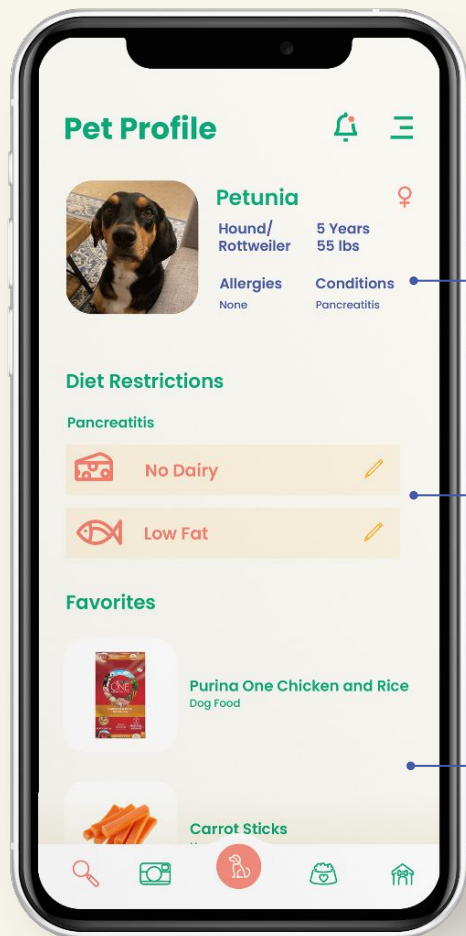 Pet Profile
Petunia
Hound/
Rottweiler
5 Years
55 lbs
Allergies
None
Conditions
Pancreatitis
Diet Restrictions
Pancreatitis
No Dairy
Low Fat
Favorites
ONE
Purina One Chicken and Rice
Dog Food
Carrot Sticks